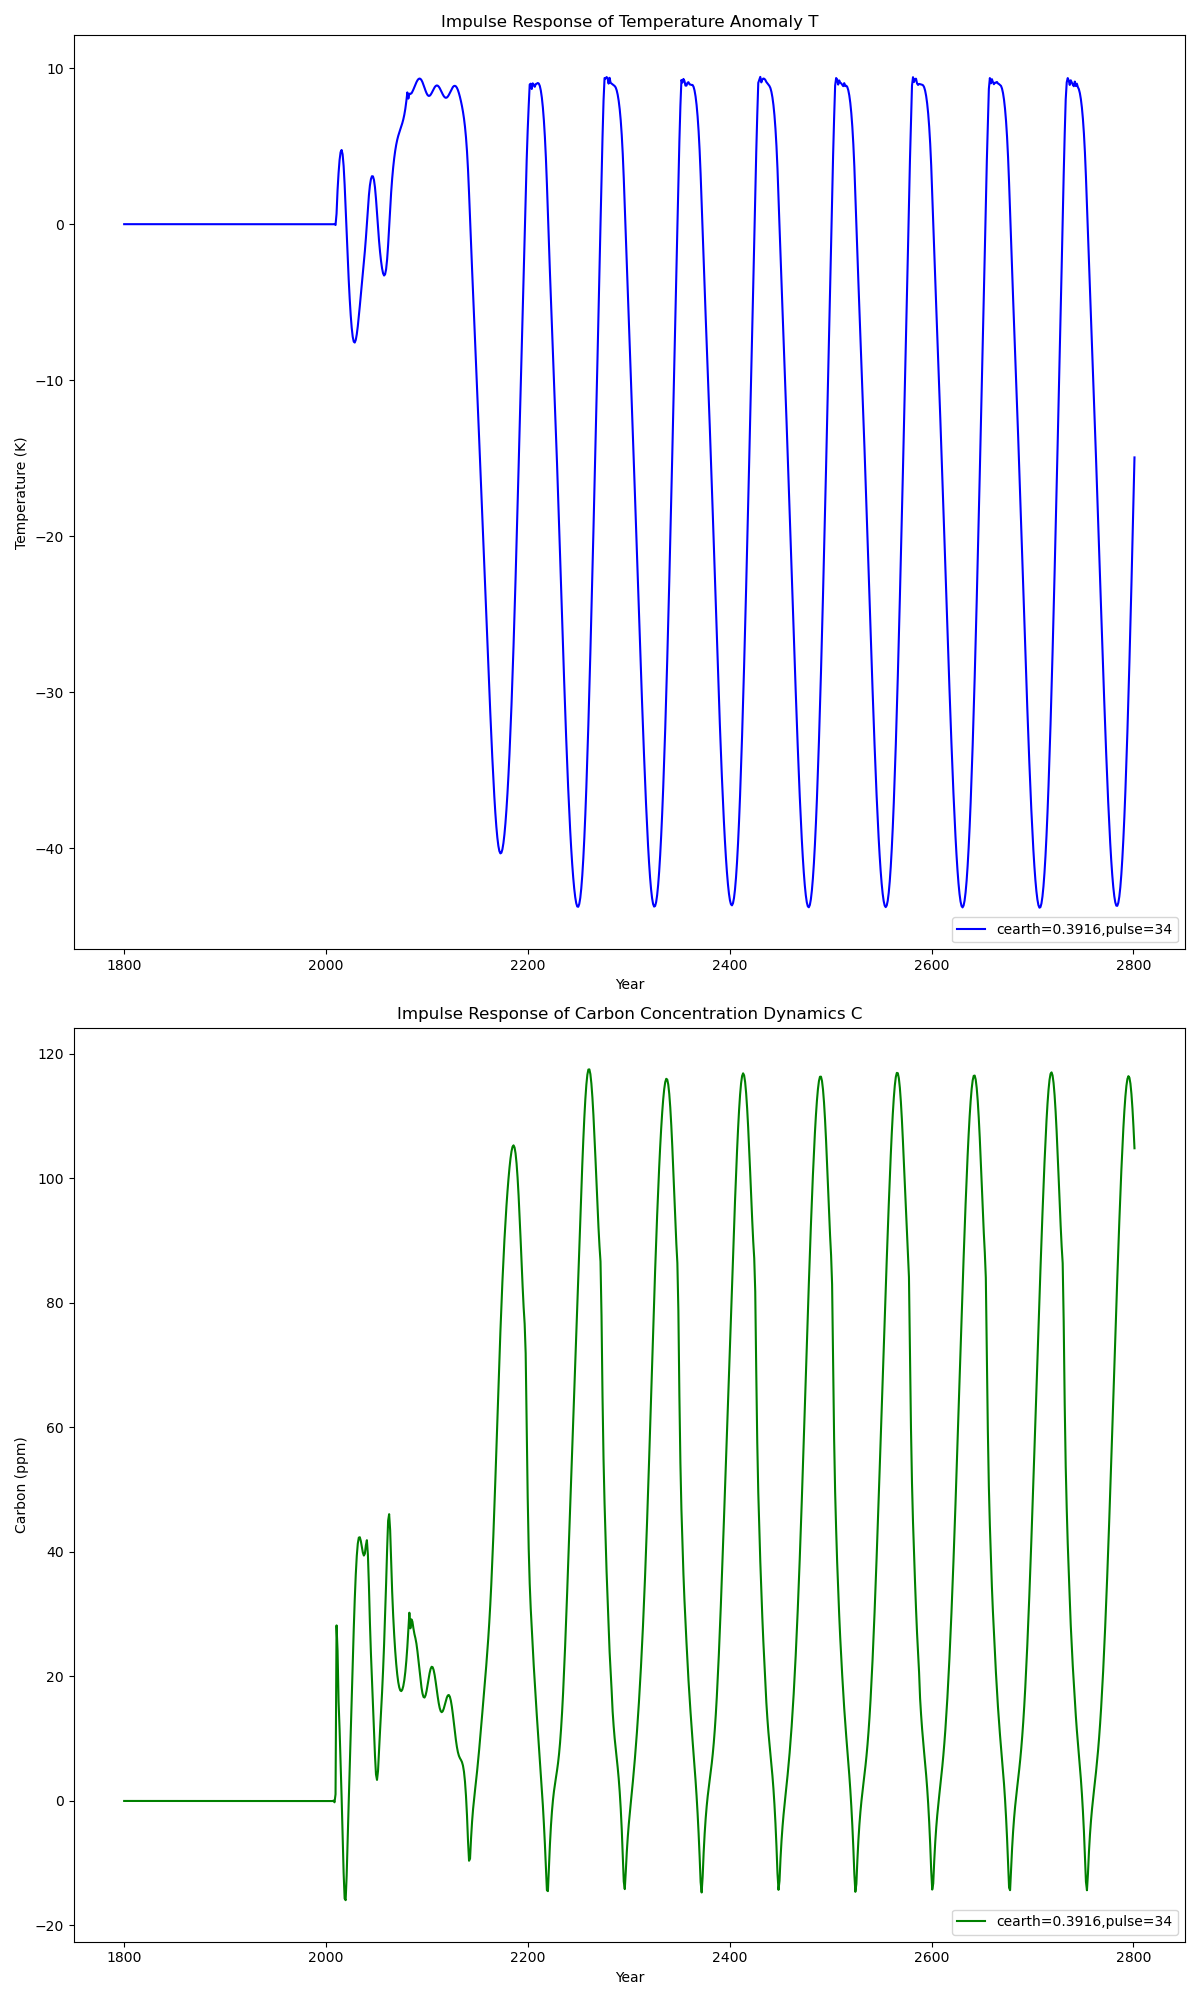 Impulse Response of Temperature Anomaly T
10
0
−10
−20
−30
−40
Temperature (K)
cearth=0.3916,pulse=34
1800 2000 2200 2400 2600 2800
Year
Impulse Response of Carbon Concentration Dynamics C
120
100
80
60
40
20
0
−20
Carbon (ppm)
cearth=0.3916,pulse=34
1800 2000 2200 2400 2600 2800
Year